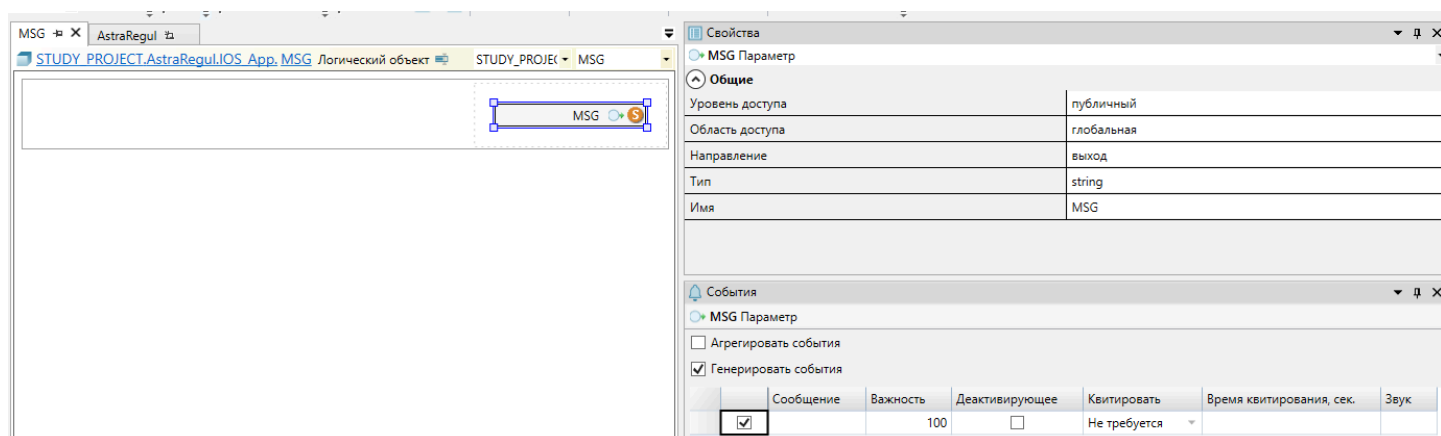 MSG AstraRegul
STUDY_PROJECT.AstraRegul.IOS_App. MSG Логический объект STUDY_PROJE( MSG
MSG S
Свойства
MSG Параметр
Общие
Уровень доступа публичный
Область доступа глобальная
Направление выход
Тип string
Имя MSG
События
MSG Параметр
Агрегировать события
Генерировать события
Сообщение Важность Деактивирующее Квитировать Время квитирования, сек. Звук
100 Не требуется